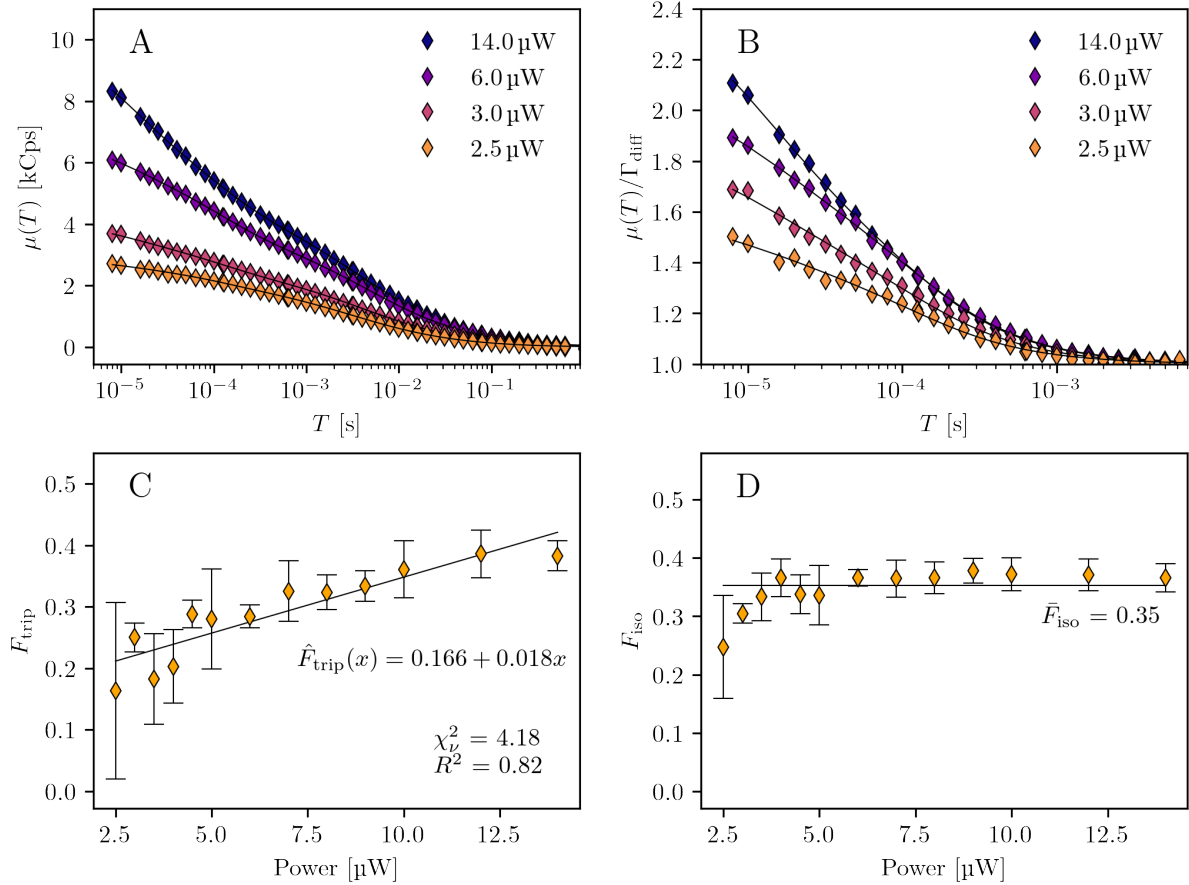 A
14.0 µW
6.0 µW
3.0 µW
2.5 µW
10
8
6
4
2
0
μ(T) [kCps]
10⁻⁵
10⁻⁴
10⁻³
10⁻²
10⁻¹
T [s]
B
14.0 µW
6.0 µW
3.0 µW
2.5 µW
2.4
2.2
2.0
1.8
1.6
1.4
1.2
1.0
μ(T)/Γ_diff
10⁻⁵
10⁻⁴
10⁻³
T [s]
C
0.5
0.4
0.3
0.2
0.1
0.0
F_trip
F̂_trip(x) = 0.166 + 0.018x
χ²_ν = 4.18
R² = 0.82
2.5
5.0
7.5
10.0
12.5
Power [µW]
D
0.5
0.4
0.3
0.2
0.1
0.0
F_iso
F̄_iso = 0.35
2.5
5.0
7.5
10.0
12.5
Power [µW]